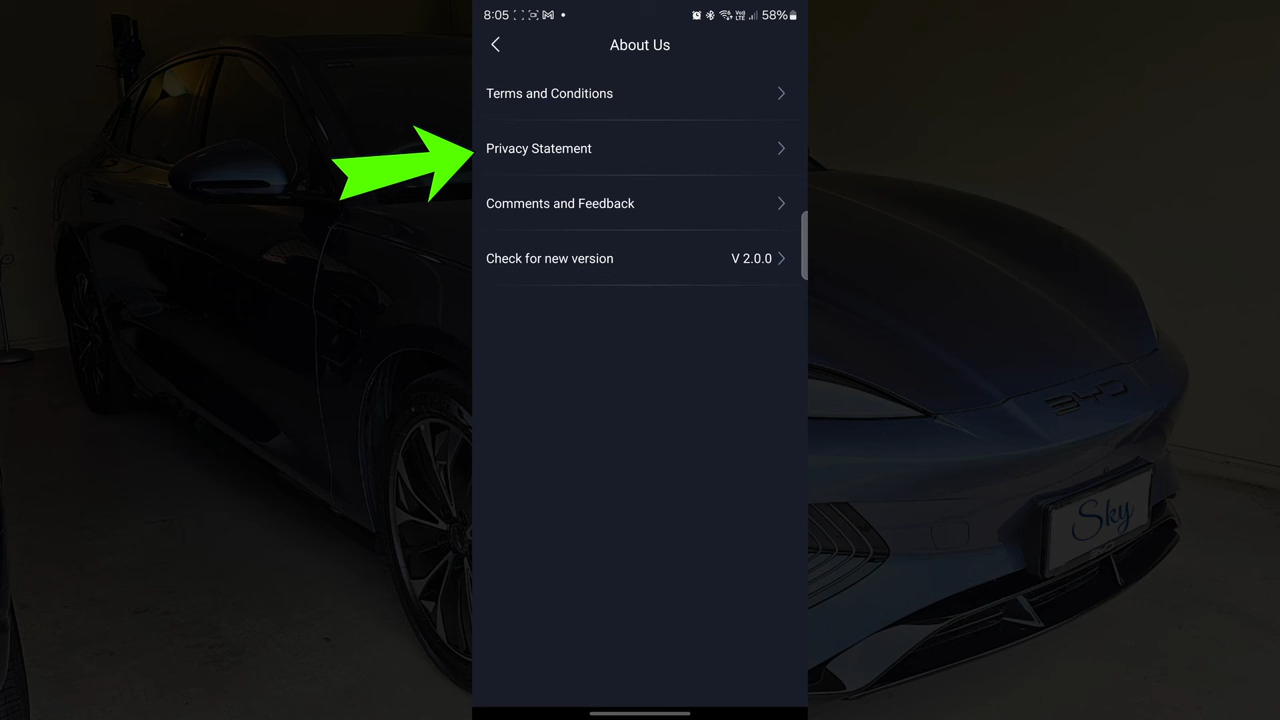 8:05
58%
About Us
Terms and Conditions
Privacy Statement
Comments and Feedback
Check for new version
V 2.0.0
BYD
Sky